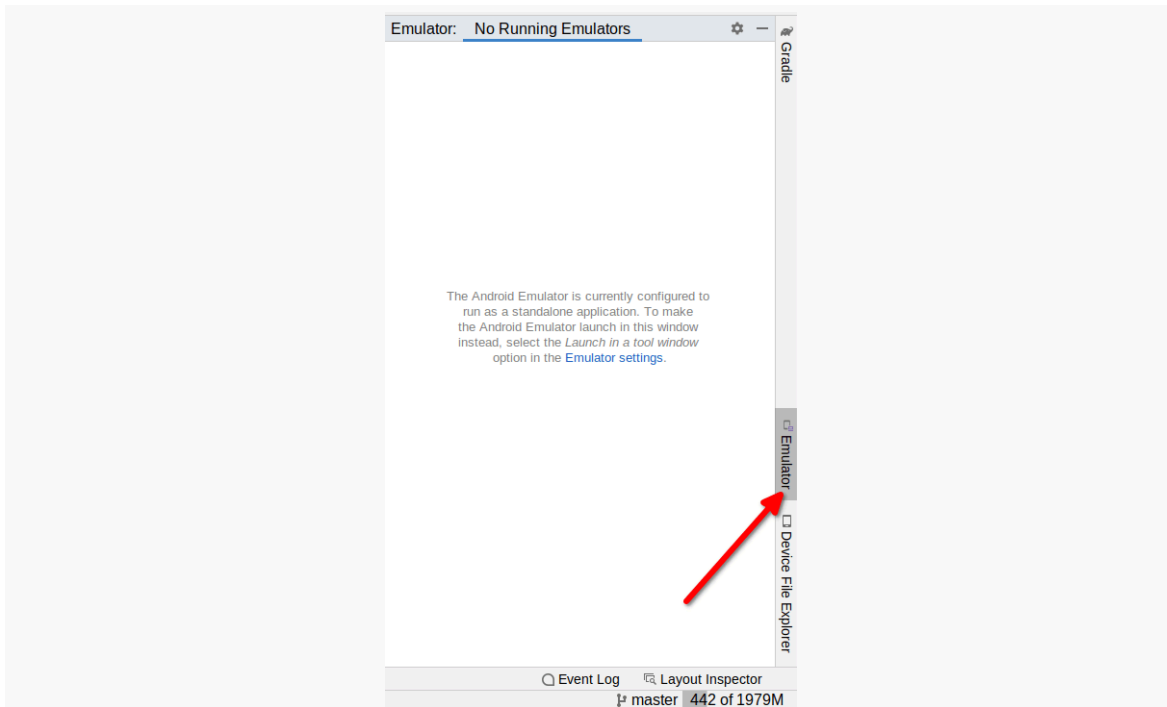 Emulator: No Running Emulators
Gradle
The Android Emulator is currently configured to
run as a standalone application. To make
the Android Emulator launch in this window
instead, select the Launch in a tool window
option in the Emulator settings.
Emulator
Device File Explorer
Event Log Layout Inspector
master 442 of 1979M